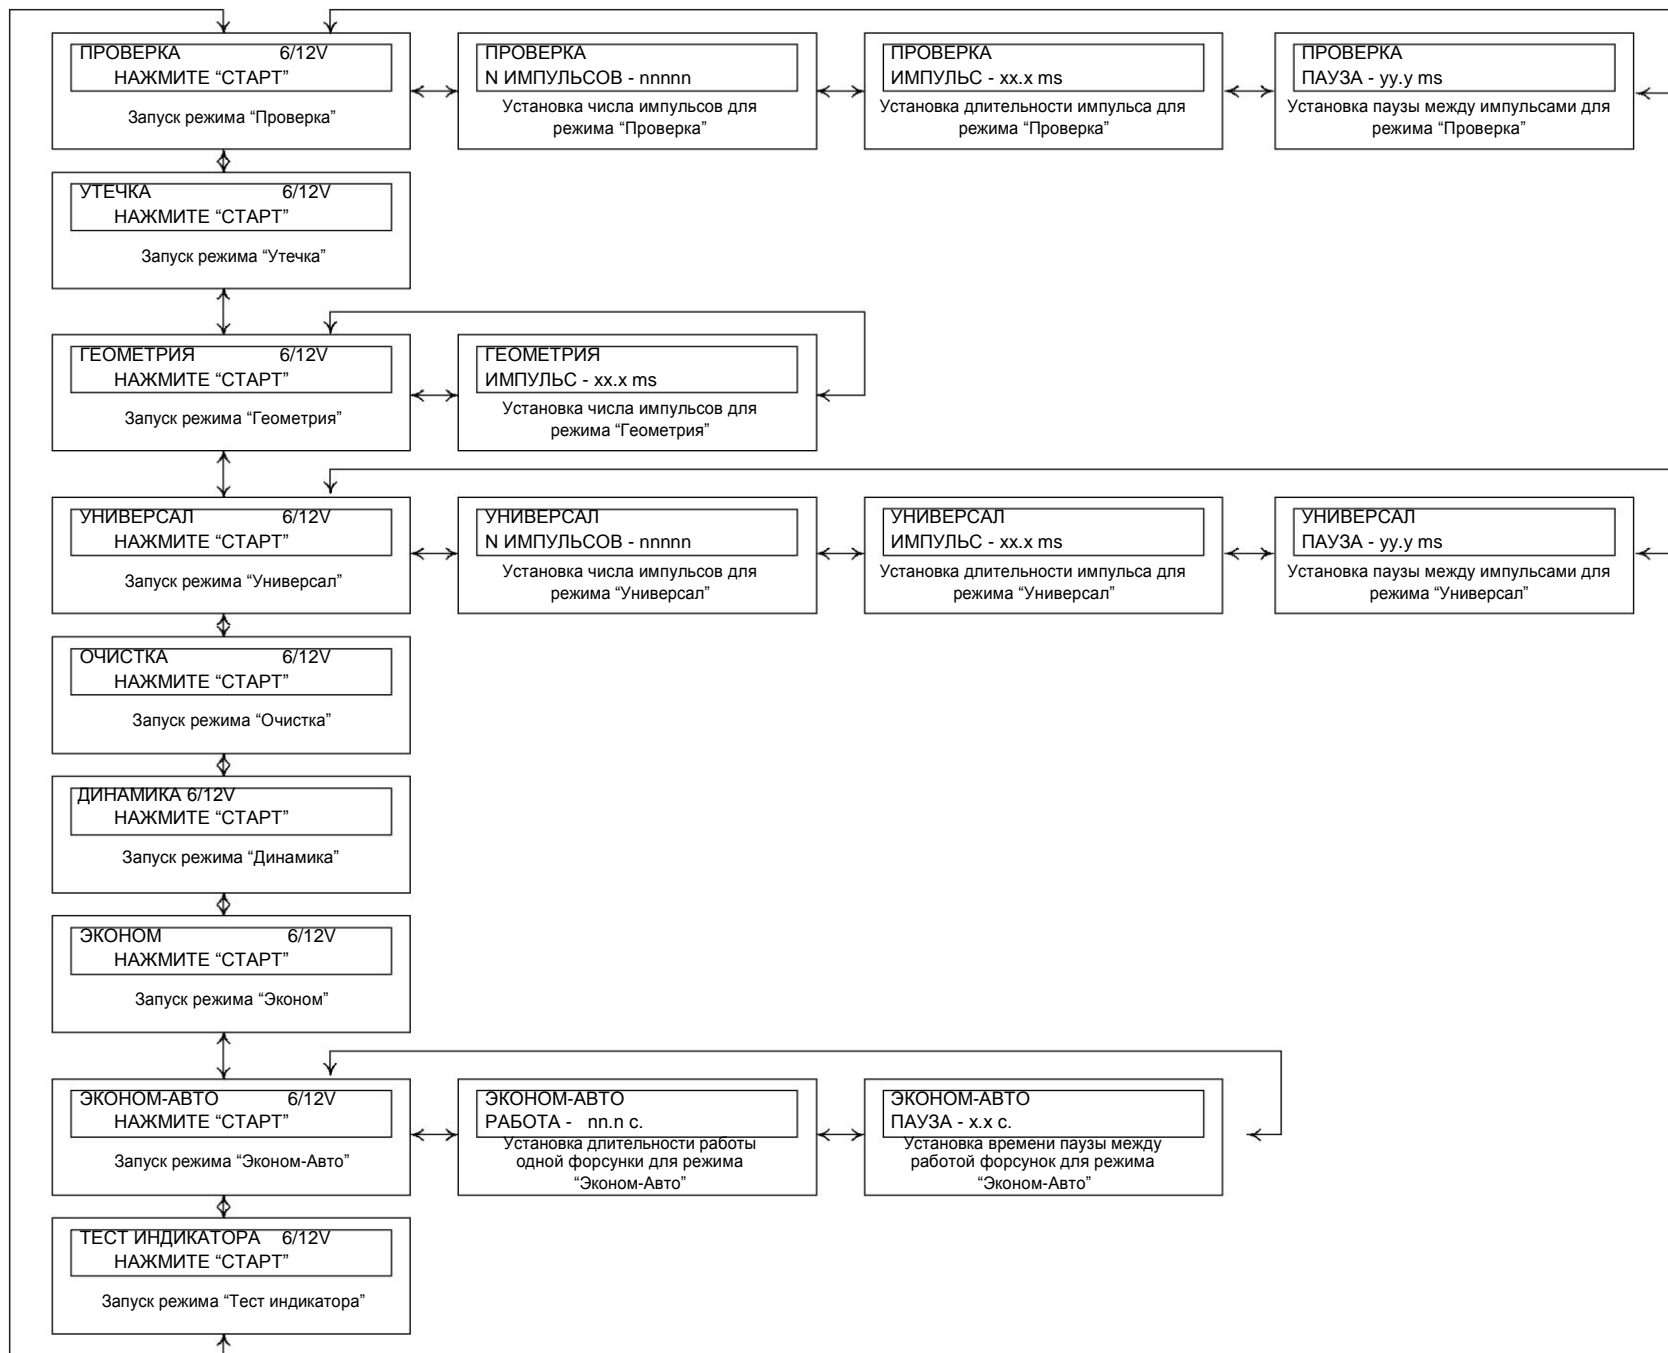 ПРОВЕРКА 6/12V
НАЖМИТЕ “СТАРТ”
Запуск режима “Проверка”
ПРОВЕРКА
N ИМПУЛЬСОВ - nnnnn
Установка числа импульсов для
режима “Проверка”
ПРОВЕРКА
ИМПУЛЬС - xx.x ms
Установка длительности импульса для
режима “Проверка”
ПРОВЕРКА
ПАУЗА - yy.y ms
Установка паузы между импульсами для
режима “Проверка”
УТЕЧКА 6/12V
НАЖМИТЕ “СТАРТ”
Запуск режима “Утечка”
ГЕОМЕТРИЯ 6/12V
НАЖМИТЕ “СТАРТ”
Запуск режима “Геометрия”
ГЕОМЕТРИЯ
ИМПУЛЬС - xx.x ms
Установка числа импульсов для
режима “Геометрия”
УНИВЕРСАЛ 6/12V
НАЖМИТЕ “СТАРТ”
Запуск режима “Универсал”
УНИВЕРСАЛ
N ИМПУЛЬСОВ - nnnnn
Установка числа импульсов для
режима “Универсал”
УНИВЕРСАЛ
ИМПУЛЬС - xx.x ms
Установка длительности импульса для
режима “Универсал”
УНИВЕРСАЛ
ПАУЗА - yy.y ms
Установка паузы между импульсами для
режима “Универсал”
ОЧИСТКА 6/12V
НАЖМИТЕ “СТАРТ”
Запуск режима “Очистка”
ДИНАМИКА 6/12V
НАЖМИТЕ “СТАРТ”
Запуск режима “Динамика”
ЭКОНОМ 6/12V
НАЖМИТЕ “СТАРТ”
Запуск режима “Эконом”
ЭКОНОМ-АВТО 6/12V
НАЖМИТЕ “СТАРТ”
Запуск режима “Эконом-Авто”
ЭКОНОМ-АВТО
РАБОТА - nn.n с.
Установка длительности работы
одной форсунки для режима
“Эконом-Авто”
ЭКОНОМ-АВТО
ПАУЗА - x.x с.
Установка времени паузы между
работой форсунок для режима
“Эконом-Авто”
ТЕСТ ИНДИКАТОРА 6/12V
НАЖМИТЕ “СТАРТ”
Запуск режима “Тест индикатора”